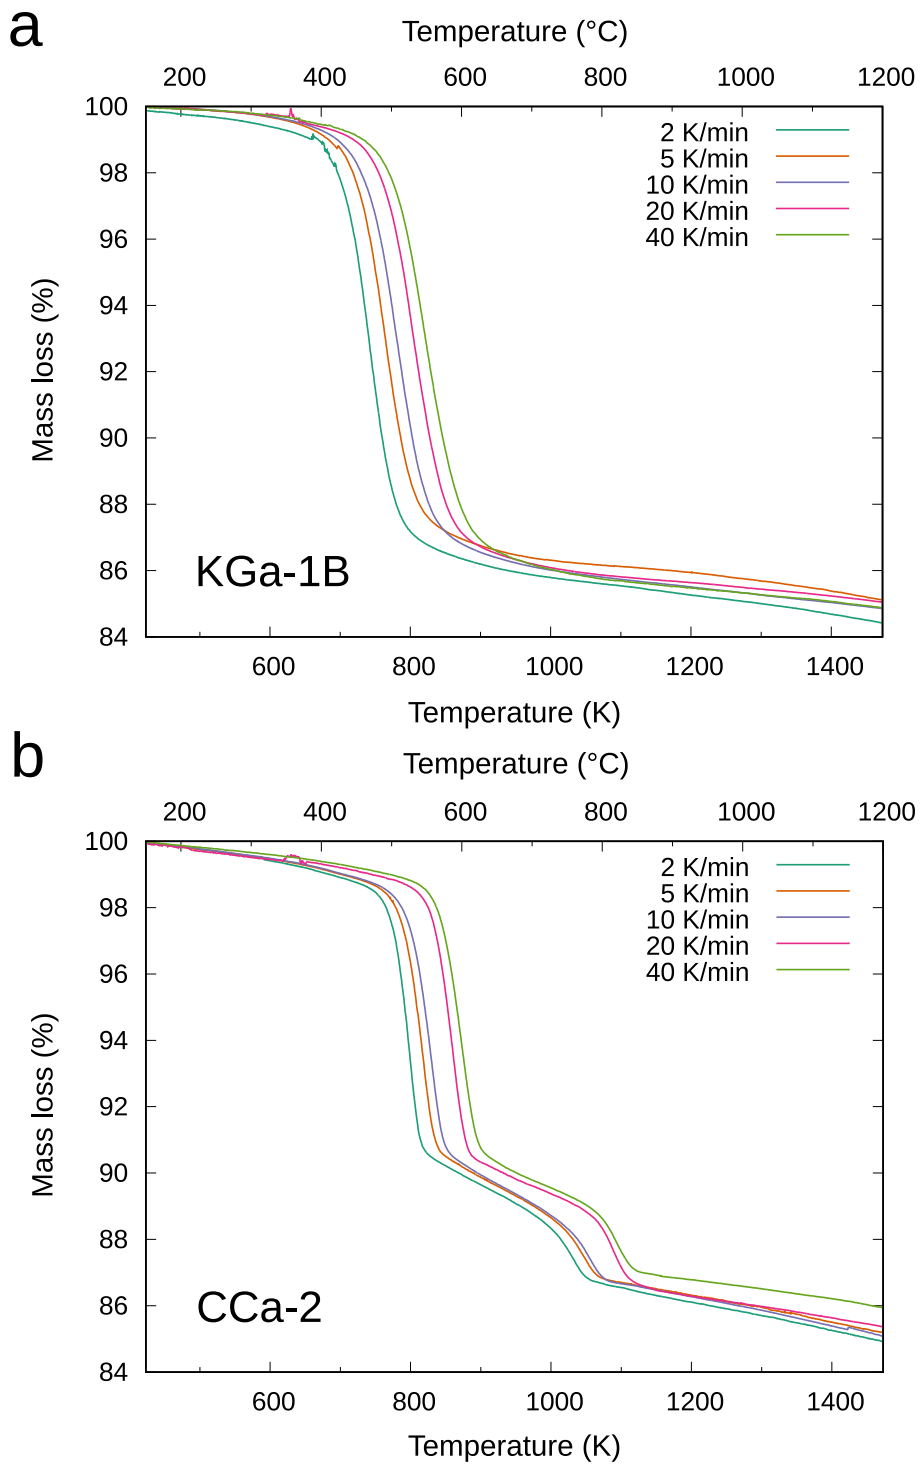 a
Temperature (°C)
200 400 600 800 1000 1200
100
98
96
94
92
90
88
86
84
Mass loss (%)
2 K/min
5 K/min
10 K/min
20 K/min
40 K/min
KGa-1B
600 800 1000 1200 1400
Temperature (K)
b
Temperature (°C)
200 400 600 800 1000 1200
100
98
96
94
92
90
88
86
84
Mass loss (%)
2 K/min
5 K/min
10 K/min
20 K/min
40 K/min
CCa-2
600 800 1000 1200 1400
Temperature (K)